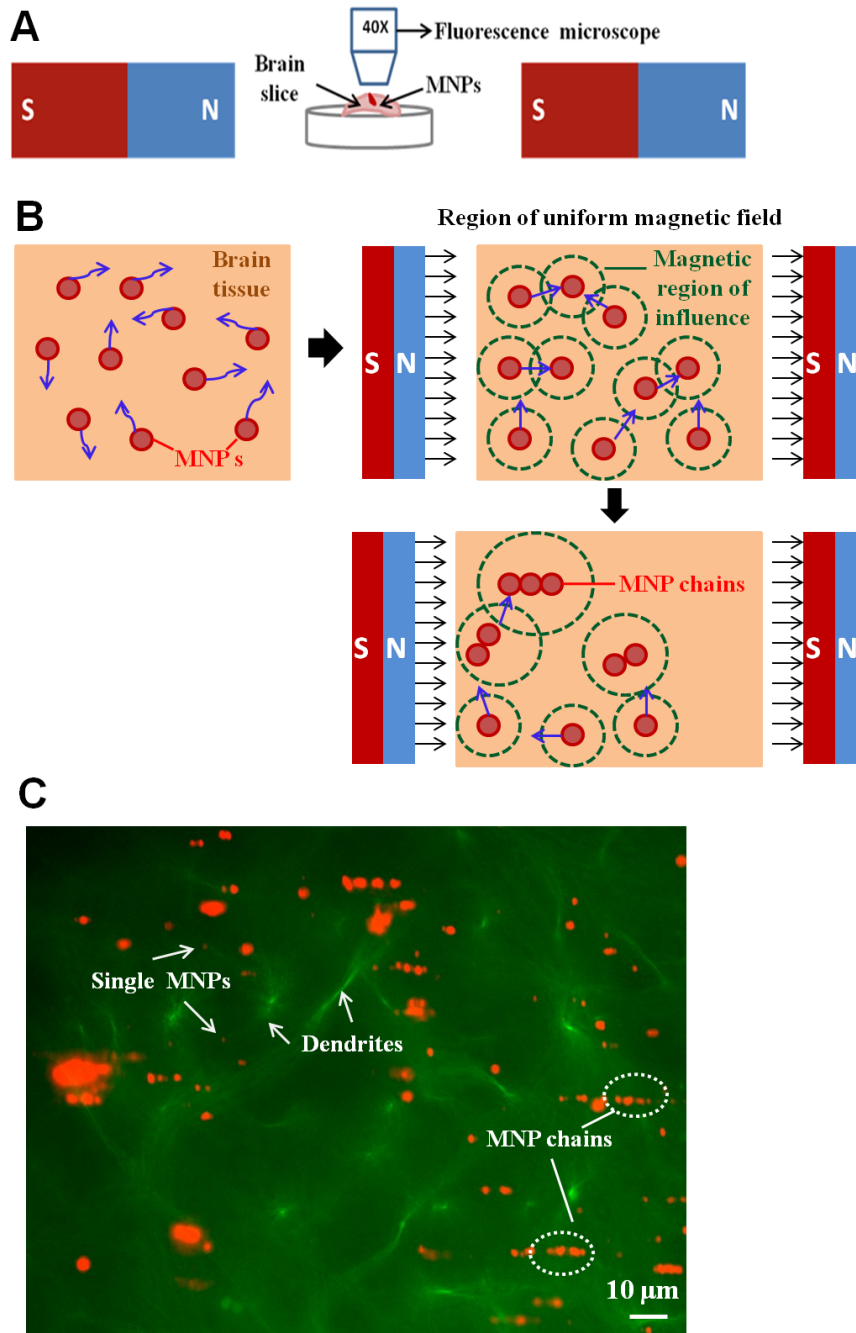 A
40X
Fluorescence microscope
Brain
slice
MNPs
S
N
S
N
B
Region of uniform magnetic field
Brain
tissue
MNP s
Magnetic
region of
influence
S
N
S
N
MNP chains
S
N
S
N
C
Single MNPs
Dendrites
MNP chains
10 µm